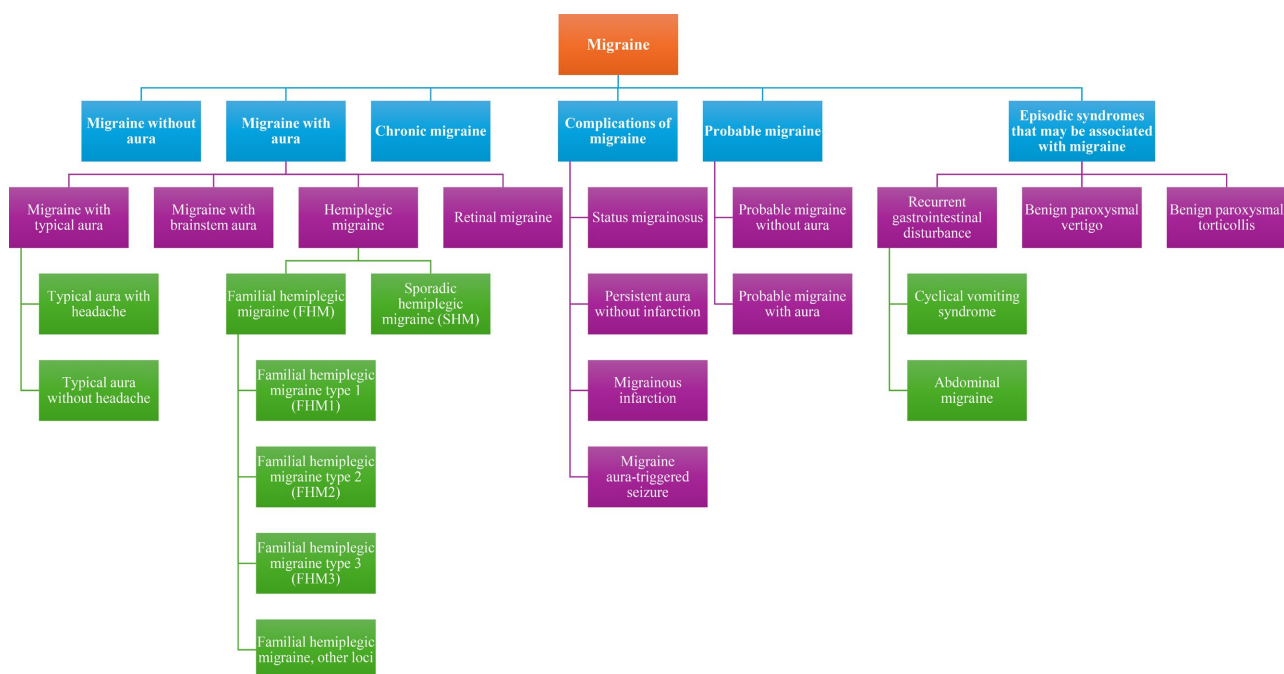 Migraine
Migraine without
aura
Migraine with
aura
Chronic migraine
Complications of
migraine
Probable migraine
Episodic syndromes
that may be associated
with migraine
Migraine with
typical aura
Migraine with
brainstem aura
Hemiplegic
migraine
Retinal migraine
Status migrainosus
Probable migraine
without aura
Recurrent
gastrointestinal
disturbance
Benign paroxysmal
vertigo
Benign paroxysmal
torticollis
Typical aura with
headache
Familial hemiplegic
migraine (FHM)
Sporadic
hemiplegic
migraine (SHM)
Persistent aura
without infarction
Probable migraine
with aura
Cyclical vomiting
syndrome
Typical aura
without headache
Familial hemiplegic
migraine type 1
(FHM1)
Migrainous
infarction
Abdominal
migraine
Familial hemiplegic
migraine type 2
(FHM2)
Migraine
aura-triggered
seizure
Familial hemiplegic
migraine type 3
(FHM3)
Familial hemiplegic
migraine, other loci